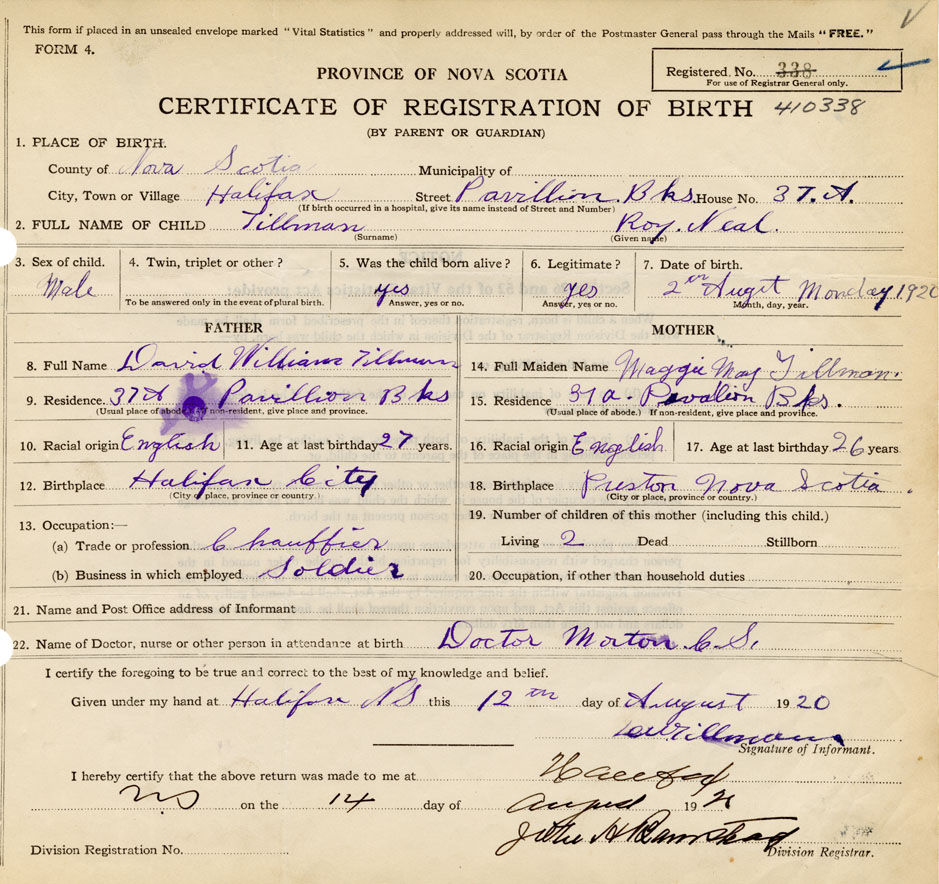 V
This form if placed in an unsealed envelope marked "Vital Statistics" and properly addressed will, by order of the Postmaster General pass through the Mails "FREE."
FORM 4.
Registered. No. 338
For use of Registrar General only.
PROVINCE OF NOVA SCOTIA
CERTIFICATE OF REGISTRATION OF BIRTH 410338
(BY PARENT OR GUARDIAN)
1. PLACE OF BIRTH.
County of Nova Scotia Municipality of
City, Town or Village Halifax Street Pavillion Bks. House No. 37.A.
(If birth occurred in a hospital, give its name instead of Street and Number)
2. FULL NAME OF CHILD Tillman Roy. Neal.
(Surname) (Given name)
3. Sex of child. 4. Twin, triplet or other? 5. Was the child born alive? 6. Legitimate? 7. Date of birth.
Male yes yes 2nd Augst Monday 1920
To be answered only in the event of plural birth. Answer, yes or no. Answer, yes or no. Month, day, year.
FATHER MOTHER
8. Full Name David William Tillman 14. Full Maiden Name Maggie May Tillman.
9. Residence. 37A Pavillion Bks 15. Residence 37a. Pavalion Bks.
(Usual place of abode.) If non-resident, give place and province. (Usual place of abode.) If non-resident, give place and province.
10. Racial origin English 11. Age at last birthday 27 years. 16. Racial origin English 17. Age at last birthday 26 years
12. Birthplace Halifax City 18. Birthplace Preston Nova Scotia.
(City or place, province or country.) (City or place, province or country.)
13. Occupation:— 19. Number of children of this mother (including this child.)
(a) Trade or profession Chauffier Living 2 Dead Stillborn
(b) Business in which employed Soldier 20. Occupation, if other than household duties
21. Name and Post Office address of Informant
22. Name of Doctor, nurse or other person in attendance at birth Doctor Morton C.S.
I certify the foregoing to be true and correct to the best of my knowledge and belief.
Given under my hand at Halifax NS this 12th day of August 1920
Tillman
Signature of Informant.
I hereby certify that the above return was made to me at Halifax
NS on the 14 day of August 192
Division Registration No. Division Registrar.